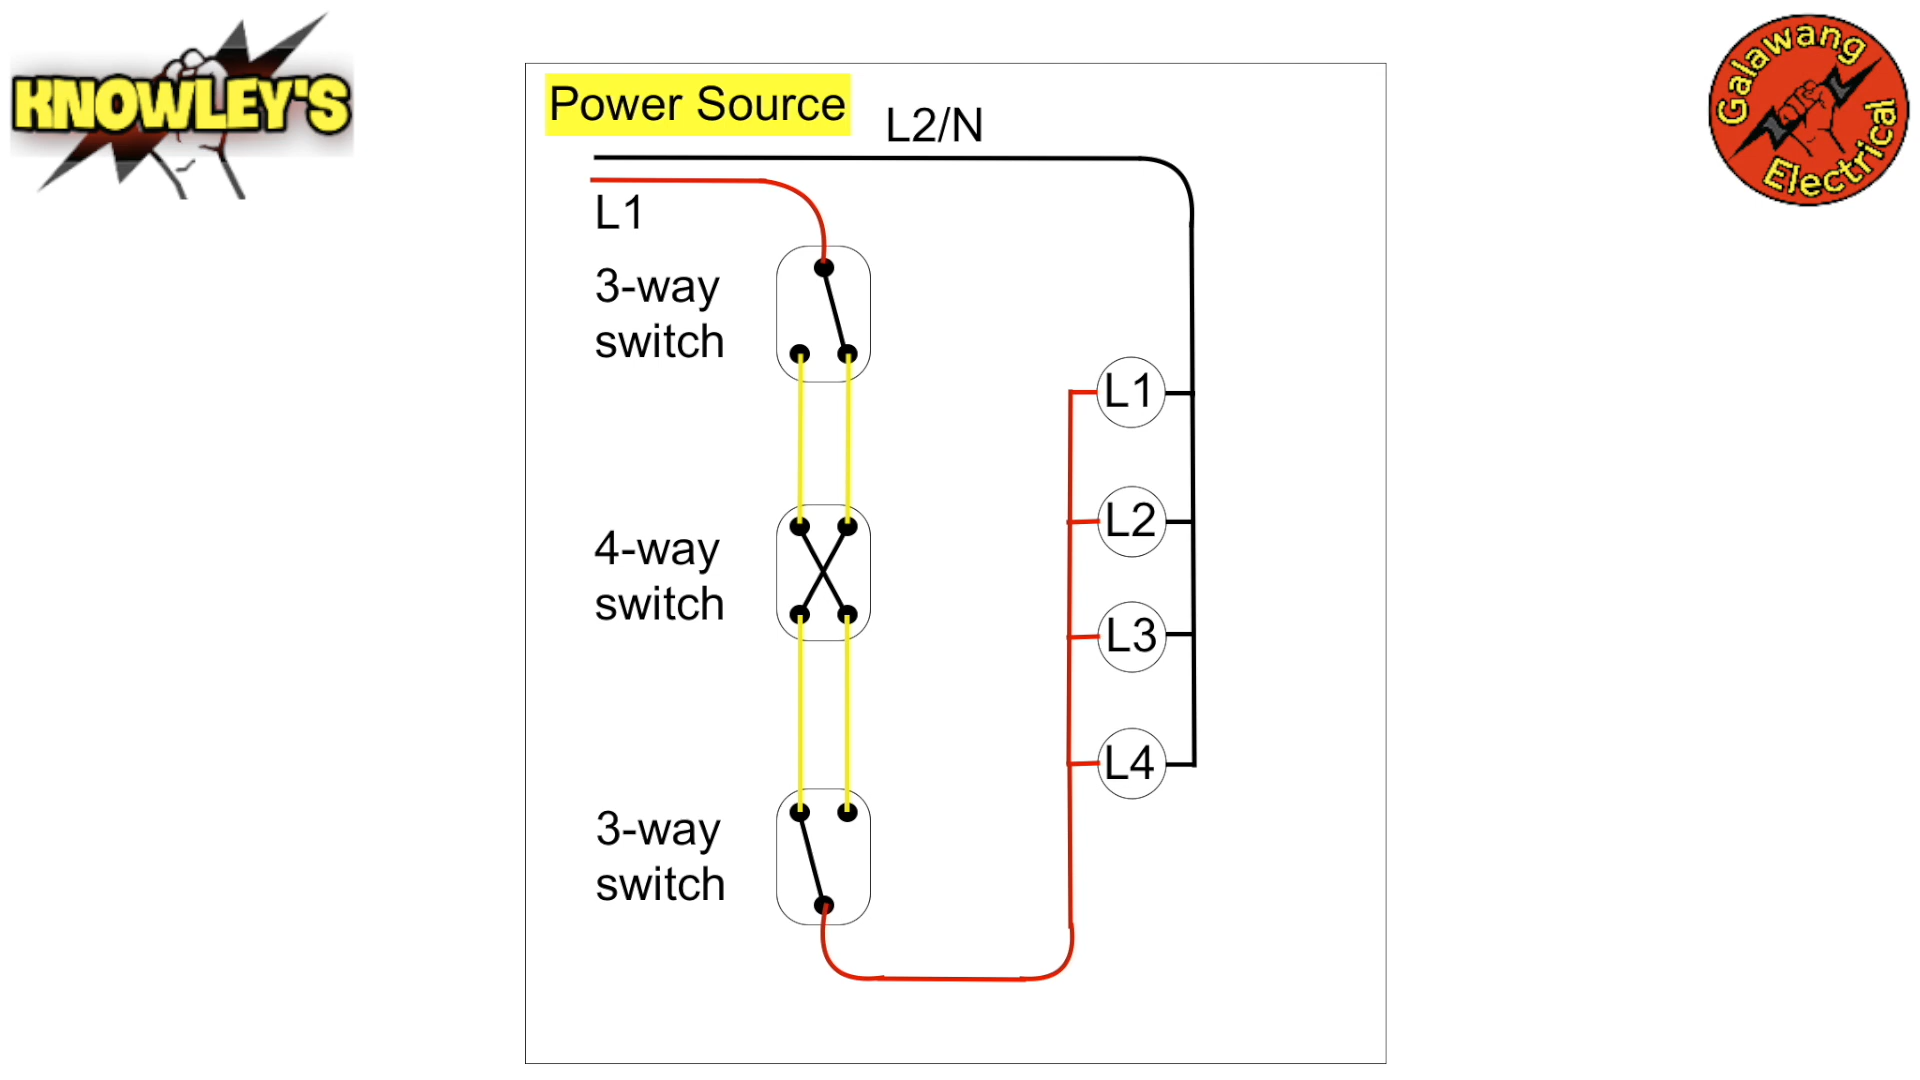 KNOWLEY'S
Galawang
Electrical
Power Source
L2/N
L1
3-way
switch
L1
L2
4-way
switch
L3
L4
3-way
switch